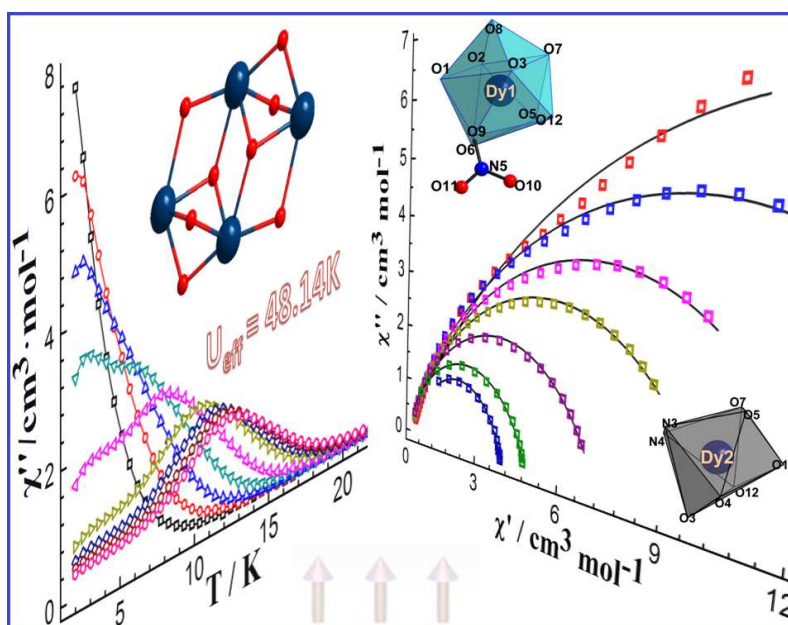 χ''/cm³·mol⁻¹
8
6
4
2
0
5
10
15
20
T / K
U_eff = 48.14K
χ'' / cm³ mol⁻¹
7
6
5
4
3
2
1
0
0
3
6
9
12
χ' / cm³ mol⁻¹
O8
O7
O2
O3
O1
Dy1
O5
O9
O12
O6
N5
O11
O10
O7
N3
O5
N4
Dy2
O1
O12
O4
O3